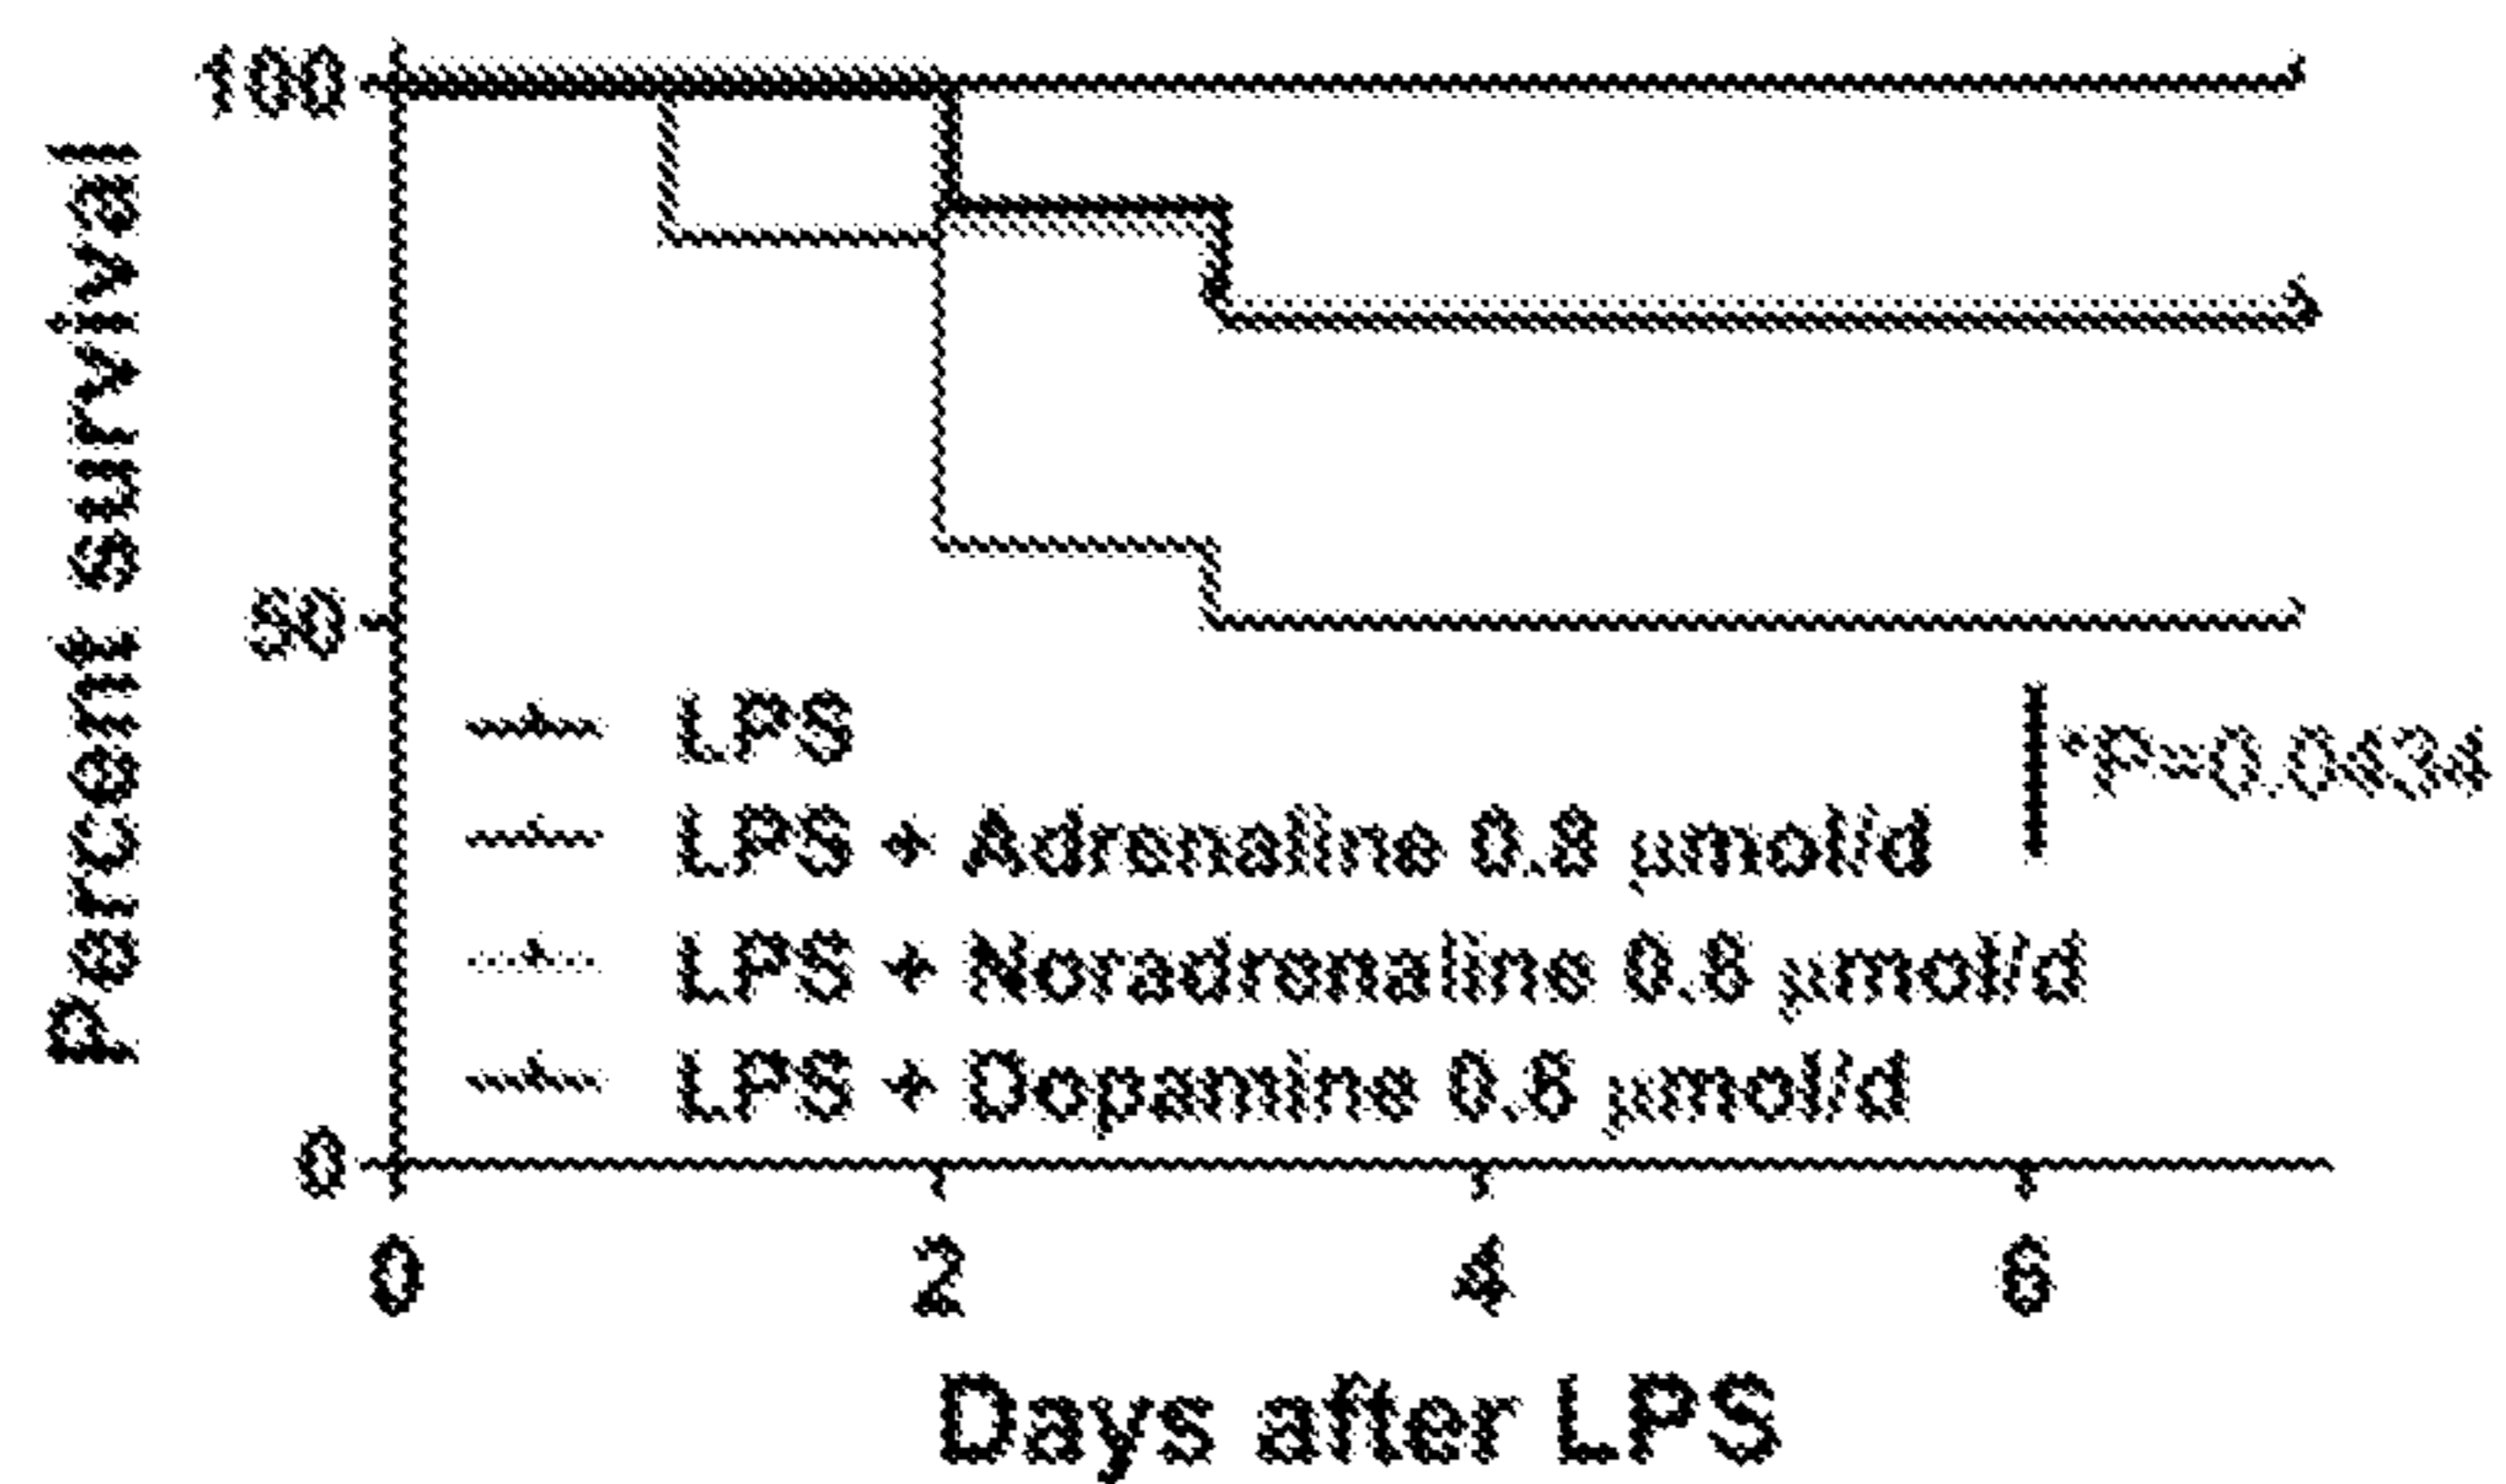 Percent survival
100
50
0
LPS
LPS + Adrenaline 0.8 µmol/d
LPS + Noradrenaline 0.8 µmol/d
LPS + Dopamine 0.8 µmol/d
0 2 4 6
Days after LPS